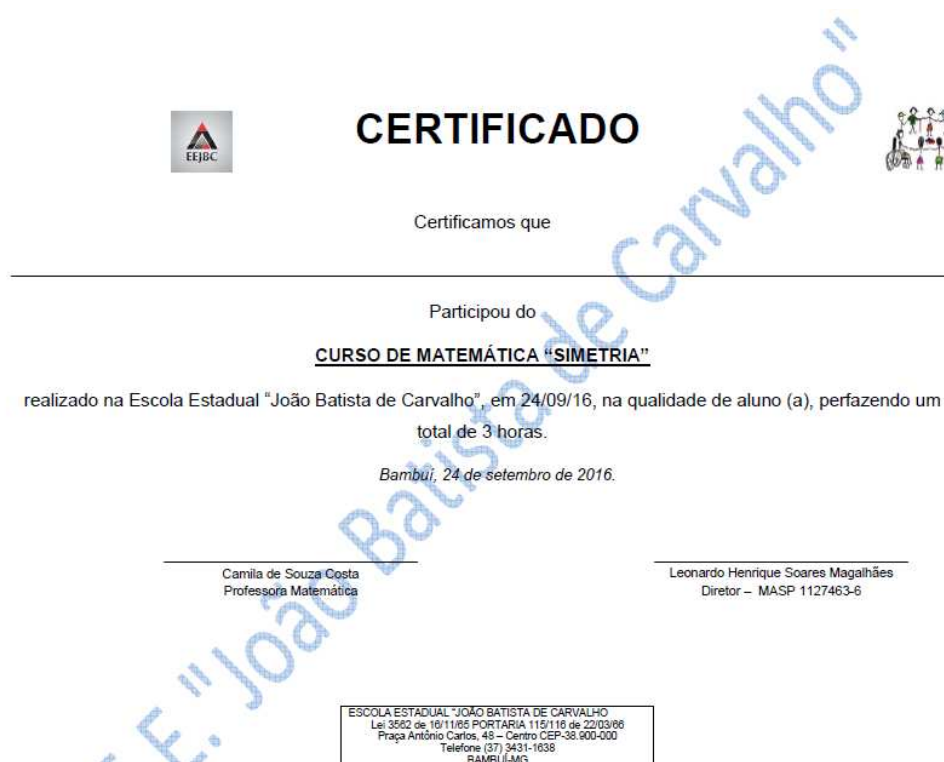 CERTIFICADO
EEJBC
Certificamos que
Participou do
CURSO DE MATEMÁTICA “SIMETRIA”
realizado na Escola Estadual “João Batista de Carvalho”, em 24/09/16, na qualidade de aluno (a), perfazendo um
total de 3 horas.
Bambuí, 24 de setembro de 2016.
Camila de Souza Costa
Professora Matemática
Leonardo Henrique Soares Magalhães
Diretor – MASP 1127463-6
E."João Batista de Carvalho"
ESCOLA ESTADUAL “JOÃO BATISTA DE CARVALHO
Lei 3562 de 16/11/65 PORTARIA 115/116 de 22/03/66
Praça Antônio Carlos, 48 – Centro CEP-38.900-000
Telefone (37) 3431-1638
BAMBUÍ-MG